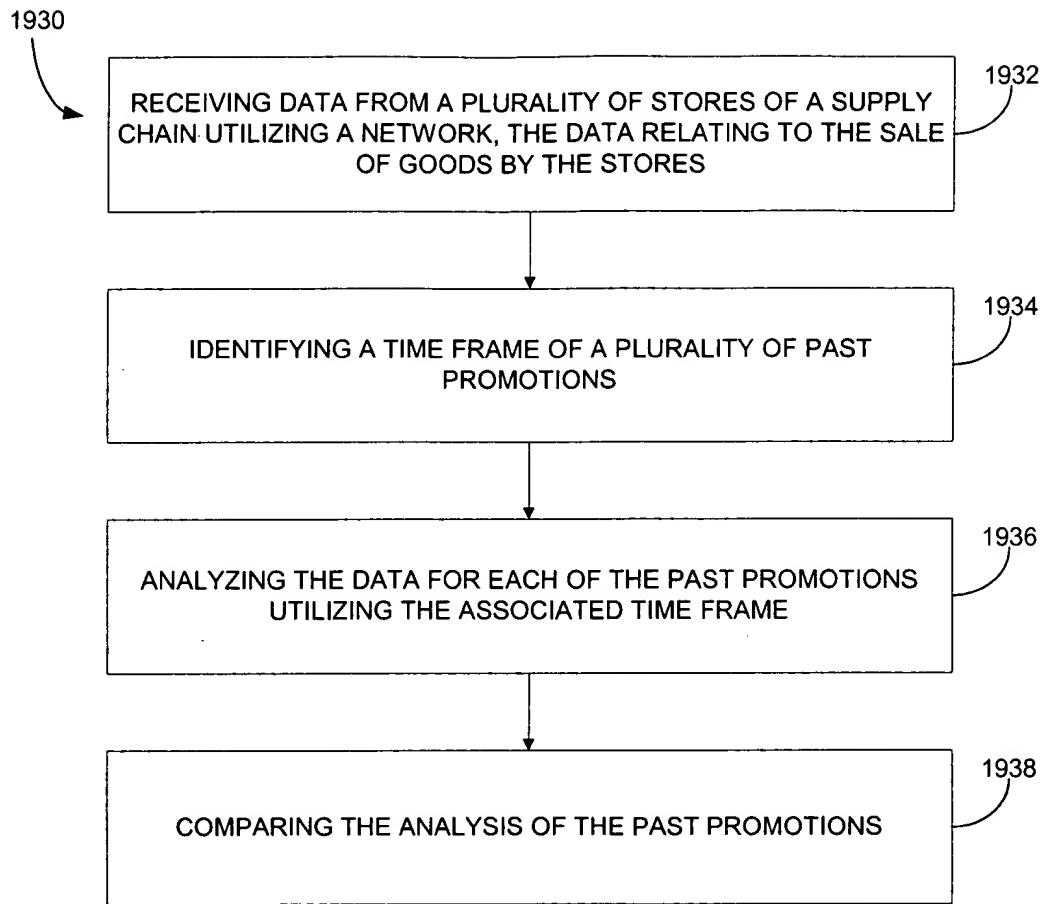 1930
1932
RECEIVING DATA FROM A PLURALITY OF STORES OF A SUPPLY
CHAIN UTILIZING A NETWORK, THE DATA RELATING TO THE SALE
OF GOODS BY THE STORES
1934
IDENTIFYING A TIME FRAME OF A PLURALITY OF PAST
PROMOTIONS
1936
ANALYZING THE DATA FOR EACH OF THE PAST PROMOTIONS
UTILIZING THE ASSOCIATED TIME FRAME
1938
COMPARING THE ANALYSIS OF THE PAST PROMOTIONS